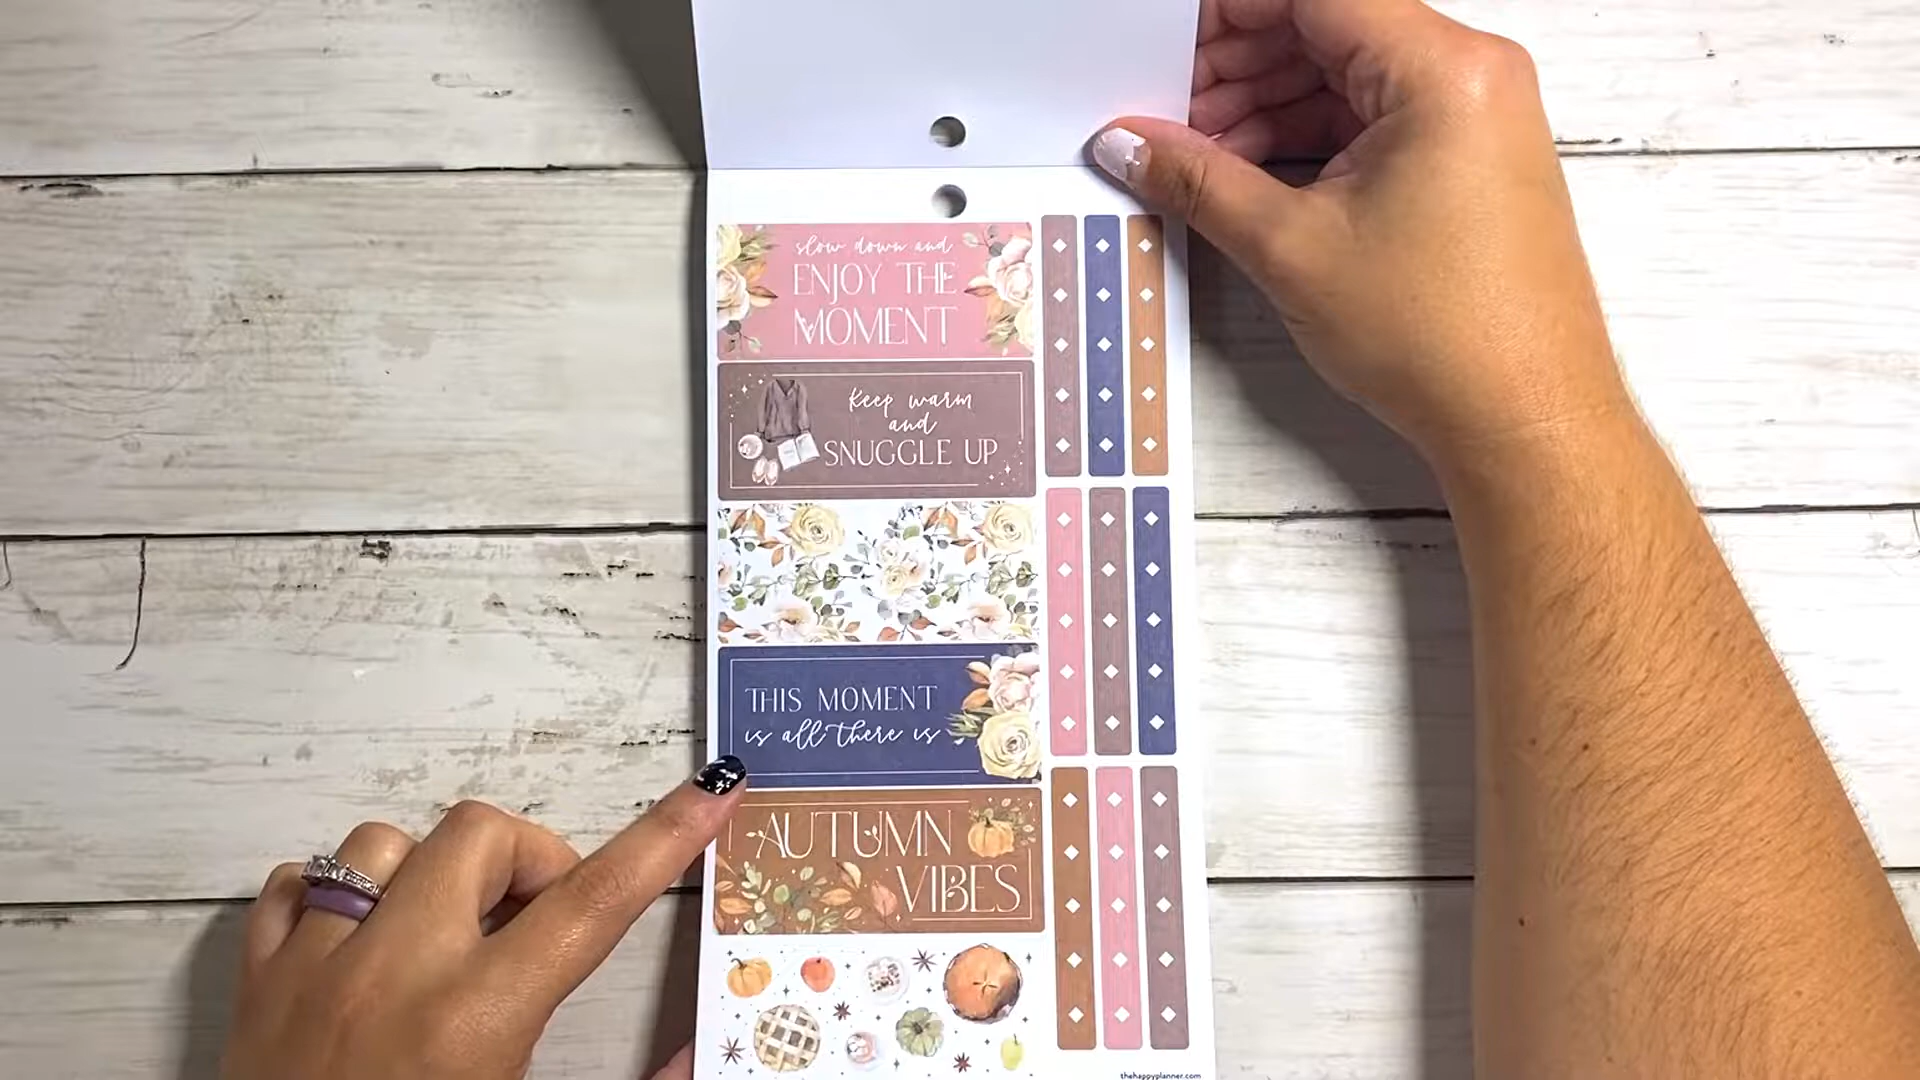 slow down and
ENJOY THE
MOMENT
Keep warm
and
SNUGGLE UP
THIS MOMENT
is all there is
AUTUMN
VIBES
thehappyplanner.com